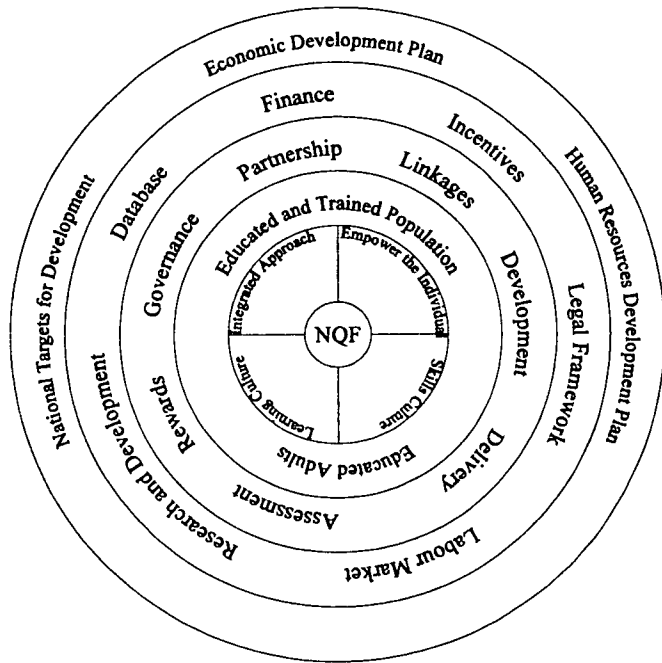 Economic Development Plan
Human Resources Development Plan
National Targets for Development
Finance
Incentives
Legal Framework
Labour Market
Research and Development
Database
Partnership
Linkages
Development
Delivery
Assessment
Rewards
Governance
Educated and Trained Population
Educated Adults
Integrated Approach
Empower the Individual
Skills Culure
Learning Culture
NQF